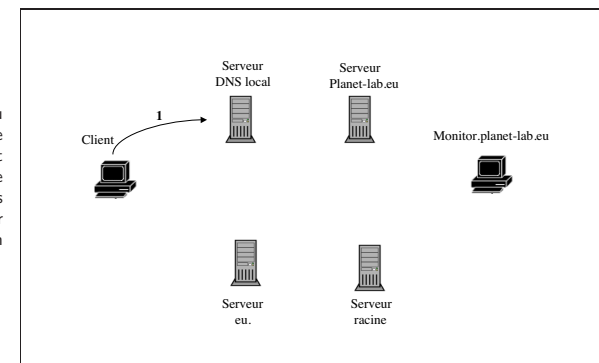 Serveur
DNS local
Serveur
Planet-lab.eu
1
Client
Monitor.planet-lab.eu
Serveur
eu.
Serveur
racine